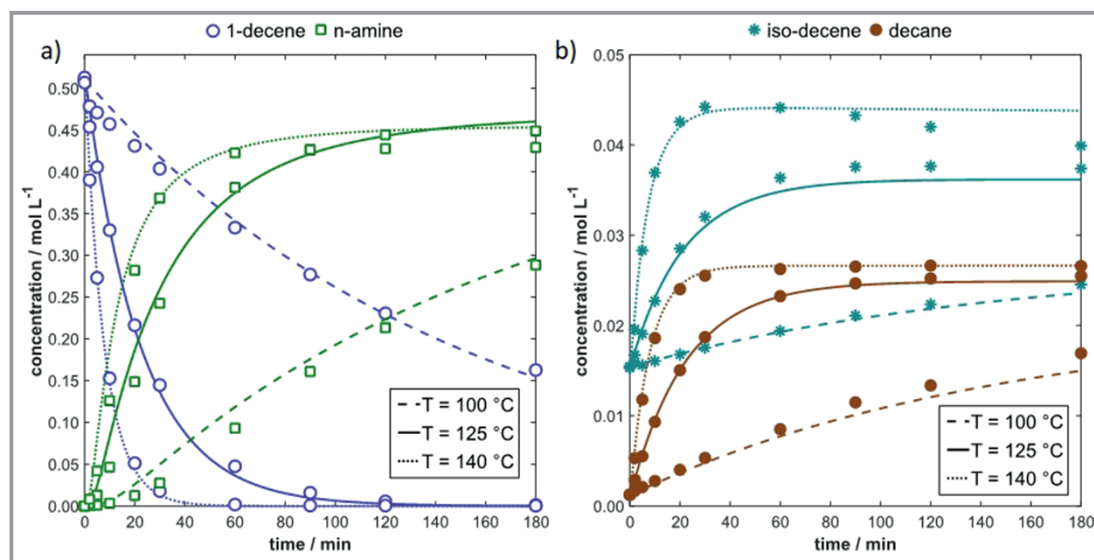 a) 1-decene n-amine
concentration / mol L⁻¹
0.50
0.45
0.40
0.35
0.30
0.25
0.20
0.15
0.10
0.05
0.00
T = 100 °C
T = 125 °C
T = 140 °C
0 20 40 60 80 100 120 140 160 180
time / min
b) iso-decene decane
concentration / mol L⁻¹
0.05
0.04
0.03
0.02
0.01
0.00
T = 100 °C
T = 125 °C
T = 140 °C
0 20 40 60 80 100 120 140 160 180
time / min